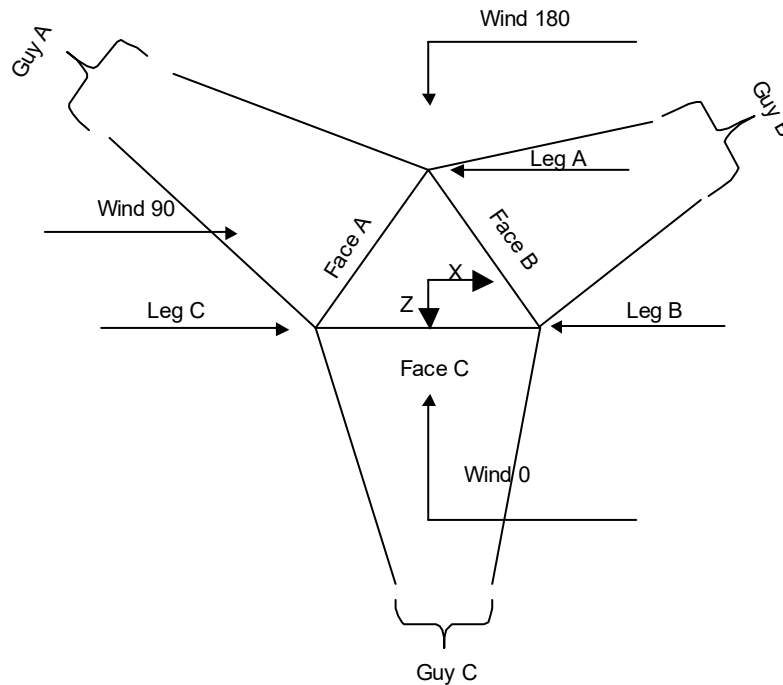 Wind 180
Guy A
Guy
Leg A
Wind 90
Face A
Face B
X
Z
Leg C
Leg B
Face C
Wind 0
Guy C